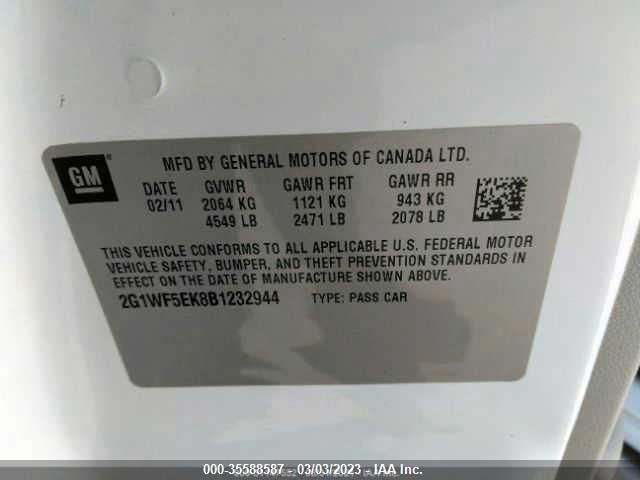 GM
MFD BY GENERAL MOTORS OF CANADA LTD.
DATE GVWR GAWR FRT GAWR RR
02/11 2064 KG 1121 KG 943 KG
4549 LB 2471 LB 2078 LB
THIS VEHICLE CONFORMS TO ALL APPLICABLE U.S. FEDERAL MOTOR
VEHICLE SAFETY, BUMPER, AND THEFT PREVENTION STANDARDS IN
EFFECT ON THE DATE OF MANUFACTURE SHOWN ABOVE.
2G1WF5EK8B1232944 TYPE: PASS CAR
000-35588587 - 03/03/2023 - IAA Inc.